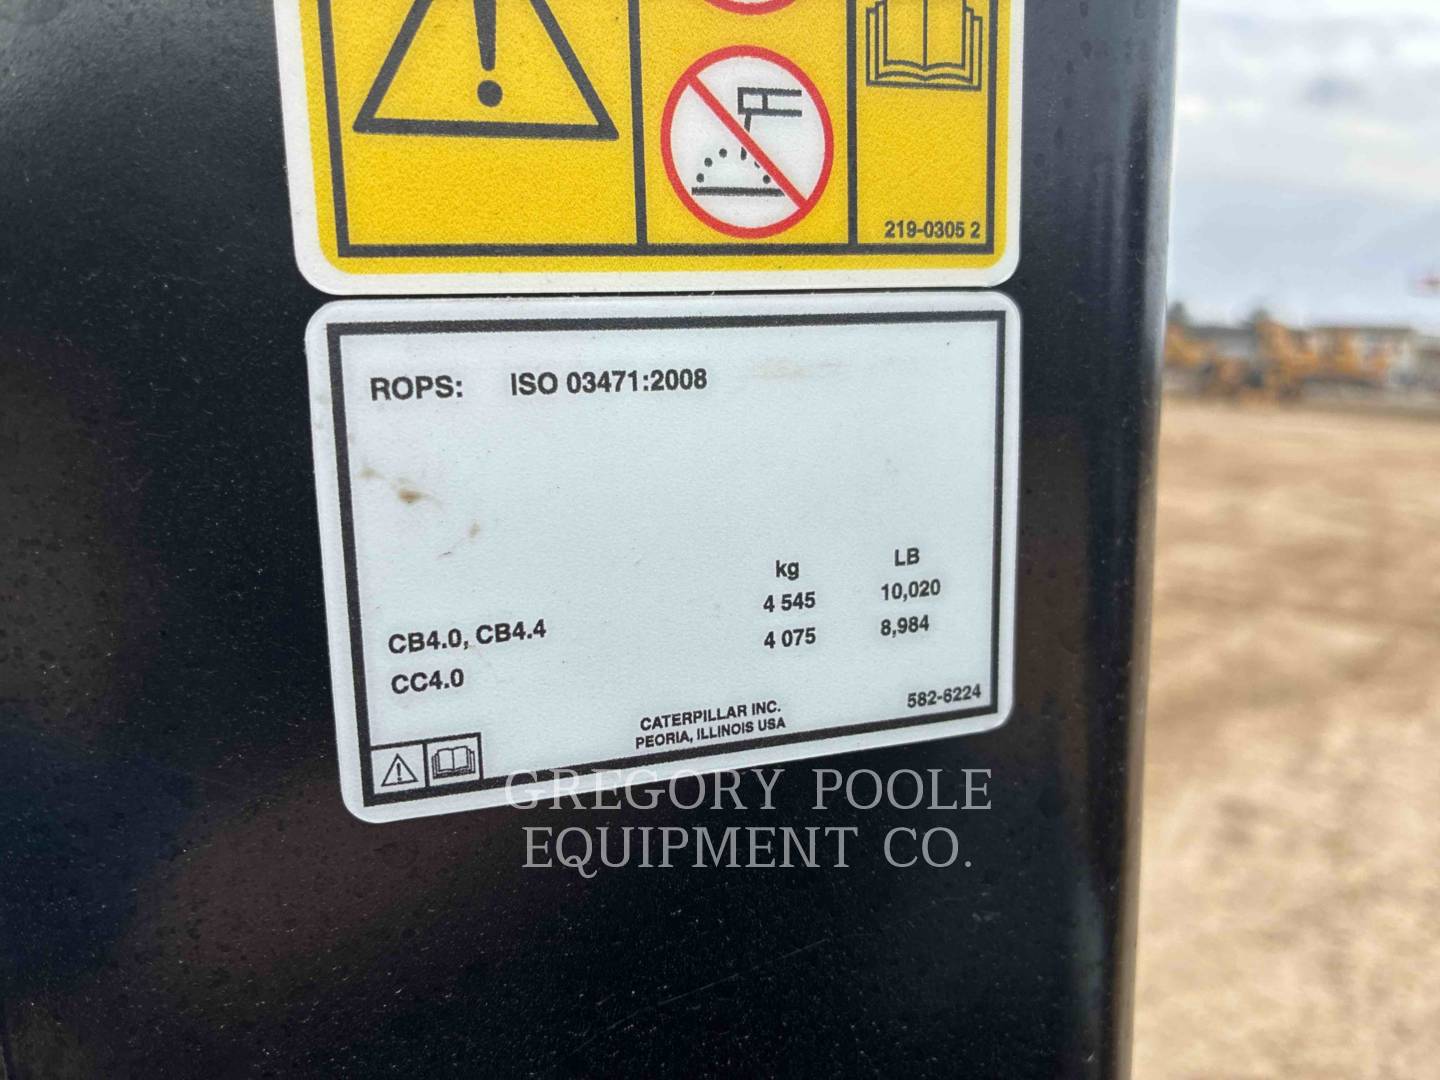 219-0305 2
ROPS: ISO 03471:2008
kg LB
CB4.0, CB4.4 4 545 10,020
CC4.0 4 075 8,984
CATERPILLAR INC.
PEORIA, ILLINOIS USA
582-6224
GREGORY POOLE
EQUIPMENT CO.